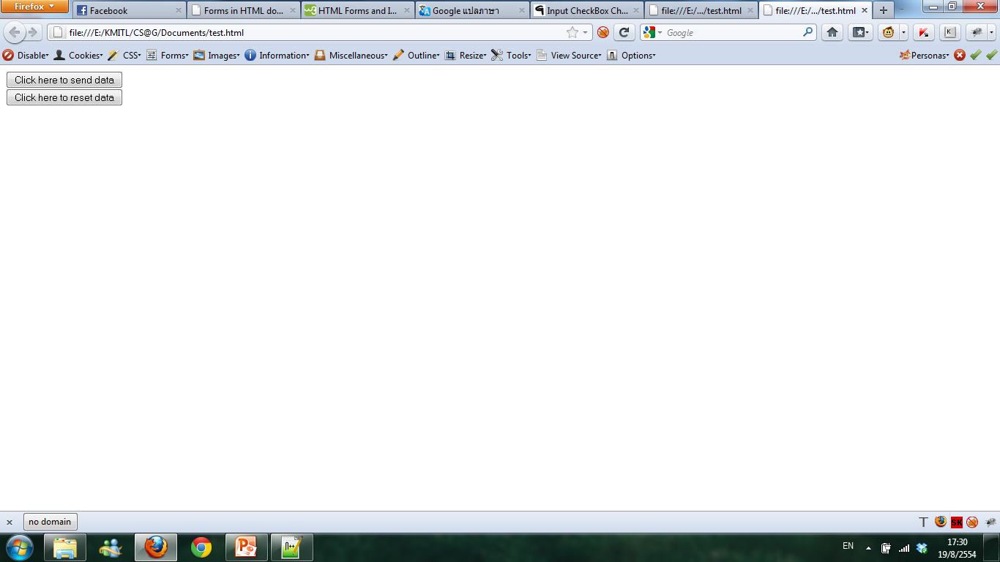 Firefox
Facebook
Forms in HTML do...
HTML Forms and I...
Google แปลภาษา
Input CheckBox Ch...
file:///E:/.../test.html
file:///E:/.../test.html
file:///E:/KMITL/CS@G/Documents/test.html
Google
Disable
Cookies
CSS
Forms
Images
Information
Miscellaneous
Outline
Resize
Tools
View Source
Options
Personas
Click here to send data
Click here to reset data
x
no domain
SK
EN
17:30
19/8/2554